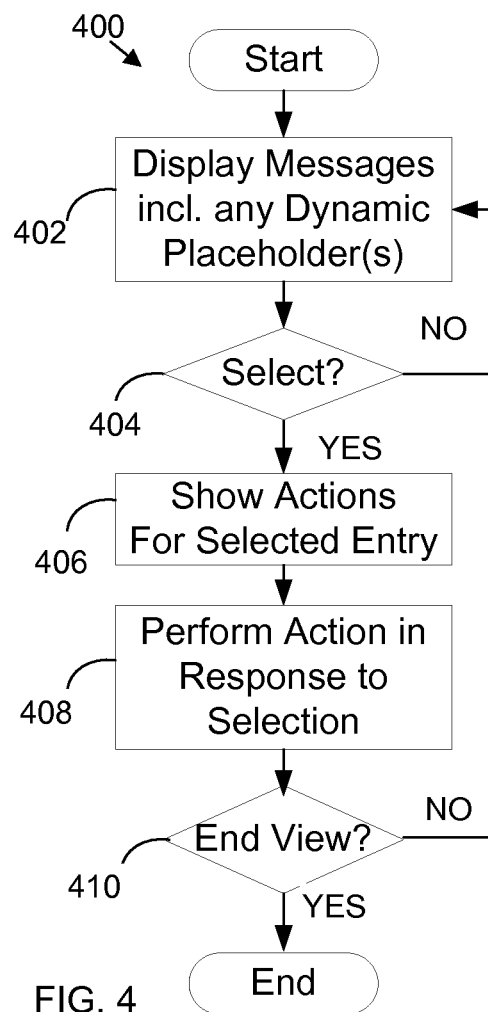 400
Start
Display Messages
incl. any Dynamic
Placeholder(s)
402
NO
Select?
404
YES
Show Actions
For Selected Entry
406
Perform Action in
Response to
Selection
408
NO
End View?
410
YES
End
FIG. 4